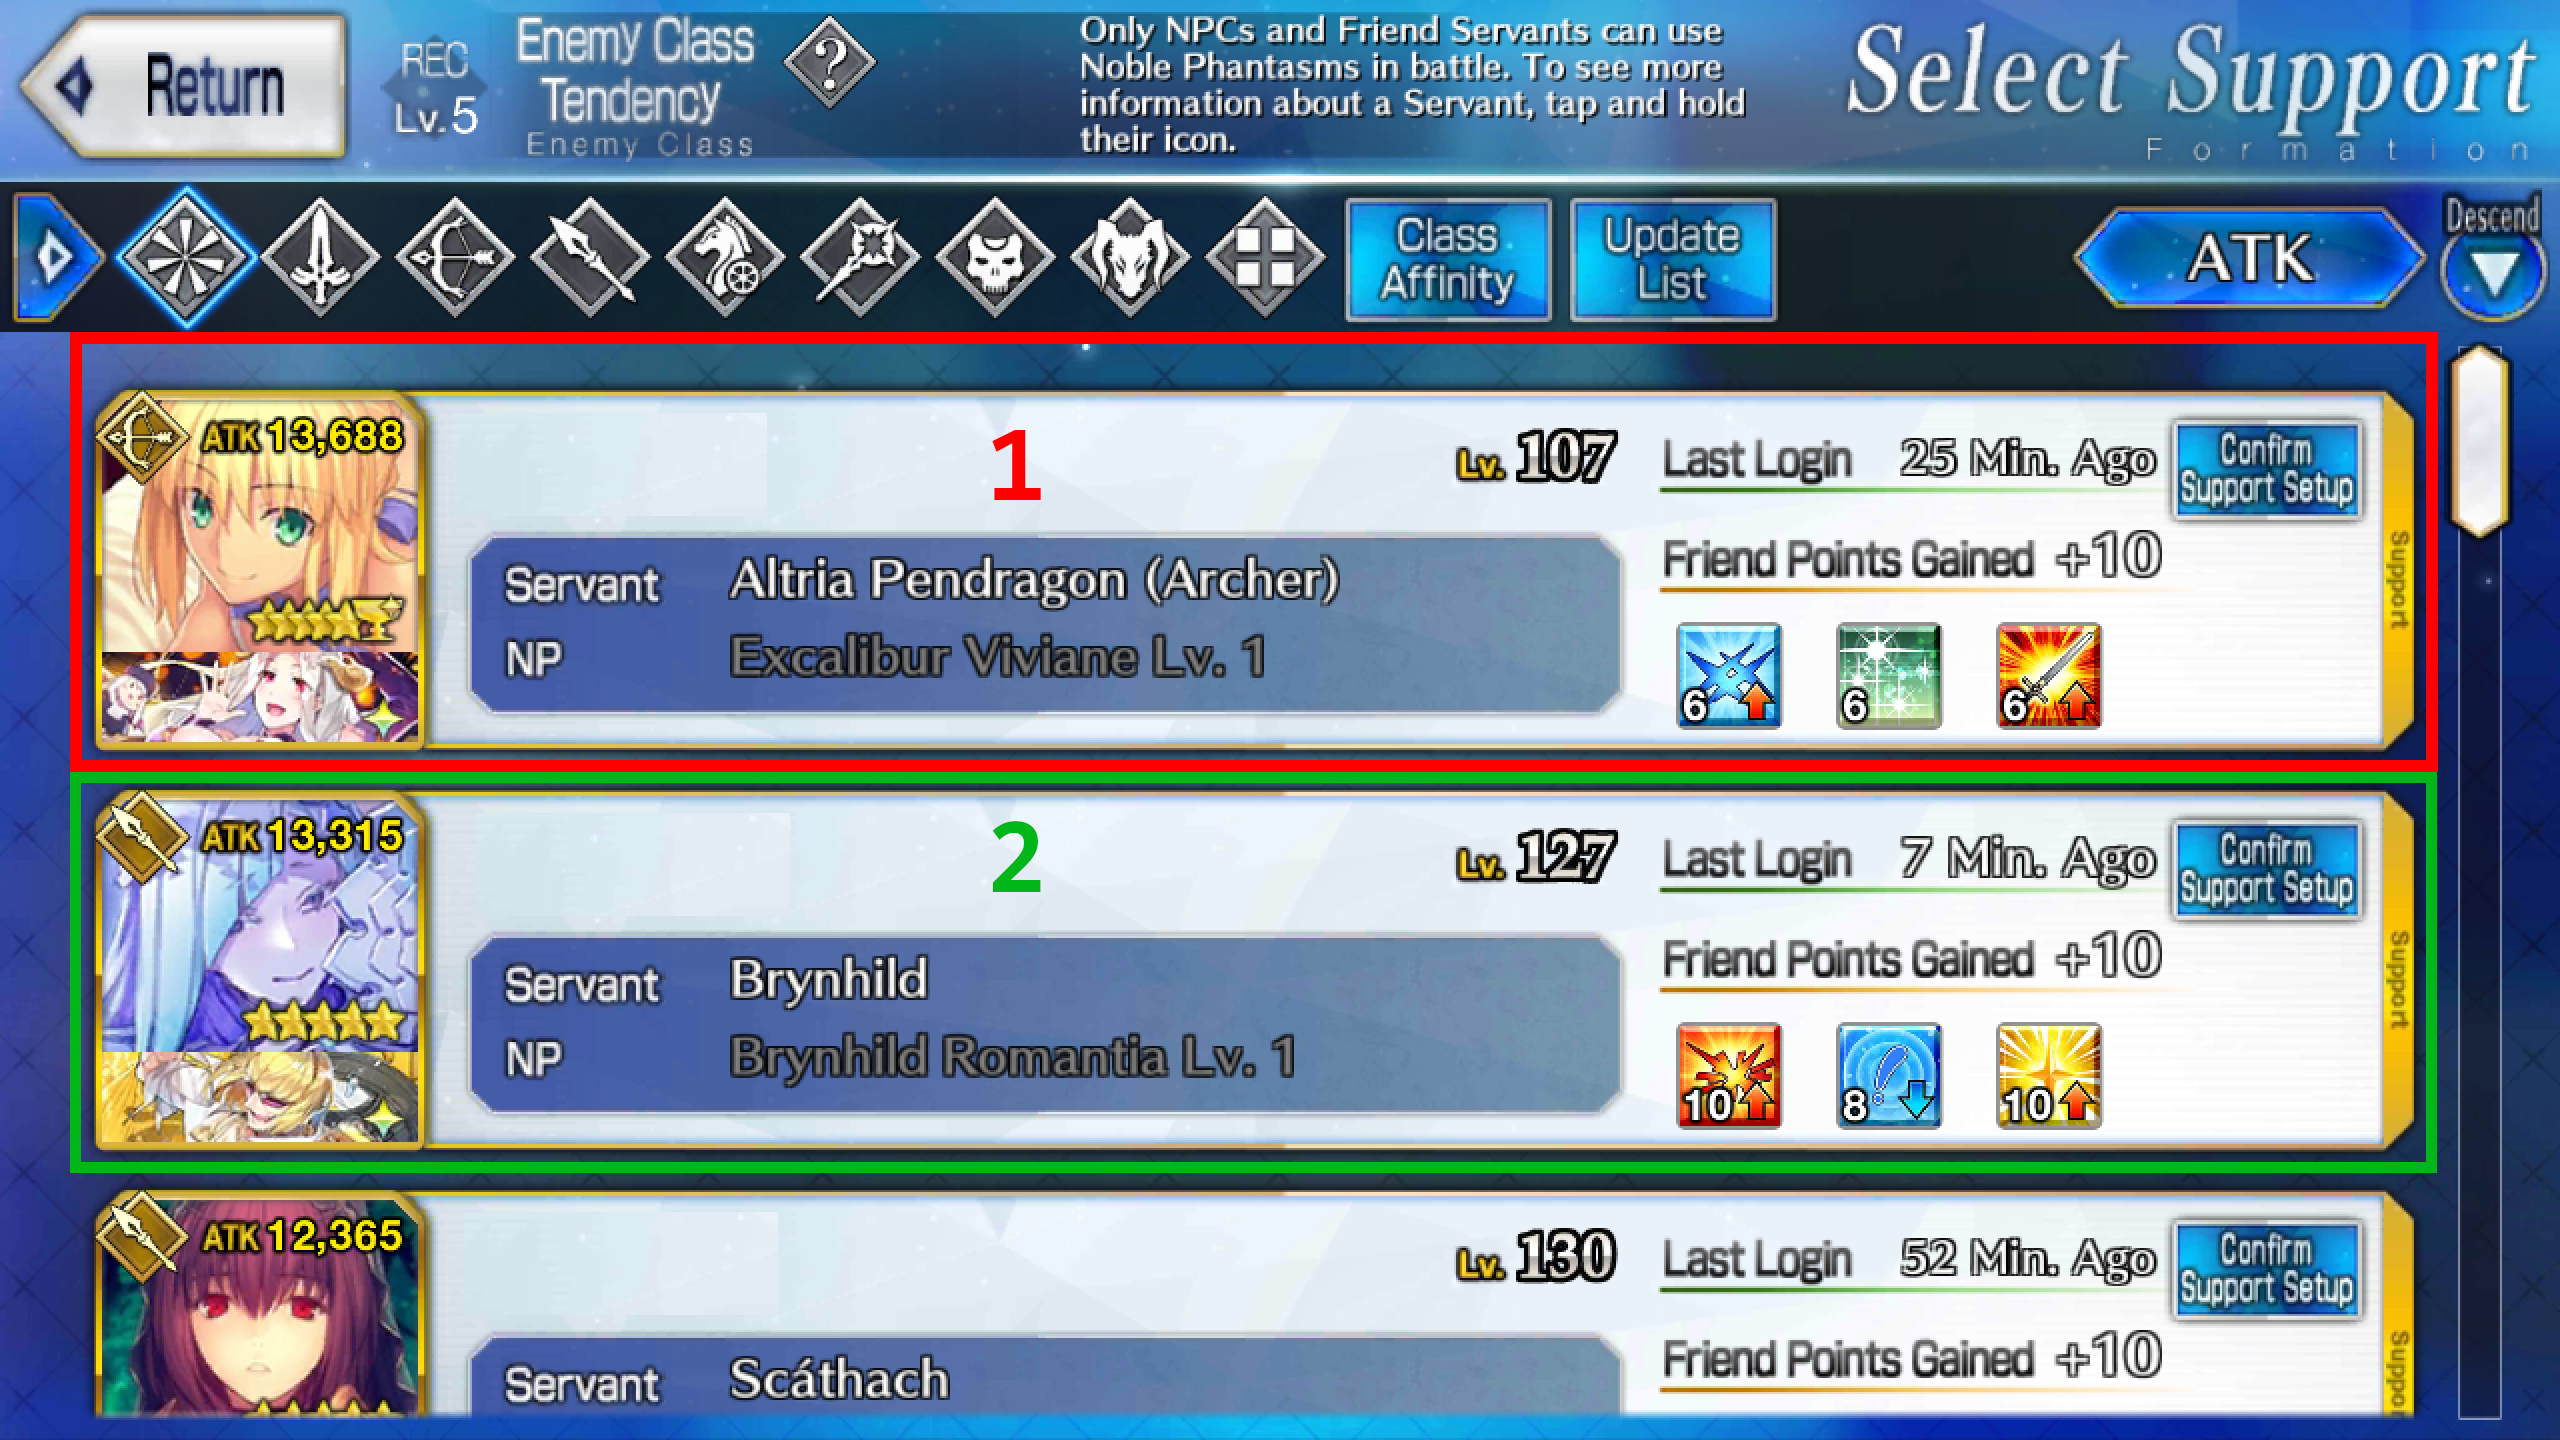 Return
REC
Lv. 5
Enemy Class
Tendency
Enemy Class
?
Only NPCs and Friend Servants can use
Noble Phantasms in battle. To see more
information about a Servant, tap and hold
their icon.
Select Support
Formation
Class
Affinity
Update
List
ATK
Descend
ATK 13,688
1
Lv. 107
Last Login 25 Min. Ago
Confirm
Support Setup
Servant Altria Pendragon (Archer)
NP Excalibur Viviane Lv. 1
Friend Points Gained +10
6 6 6
Support
ATK 13,315
2
Lv. 127
Last Login 7 Min. Ago
Confirm
Support Setup
Servant Brynhild
NP Brynhild Romantia Lv. 1
Friend Points Gained +10
10 8 10
Support
ATK 12,365
Lv. 130
Last Login 52 Min. Ago
Confirm
Support Setup
Servant Scáthach
Friend Points Gained +10
Suppor